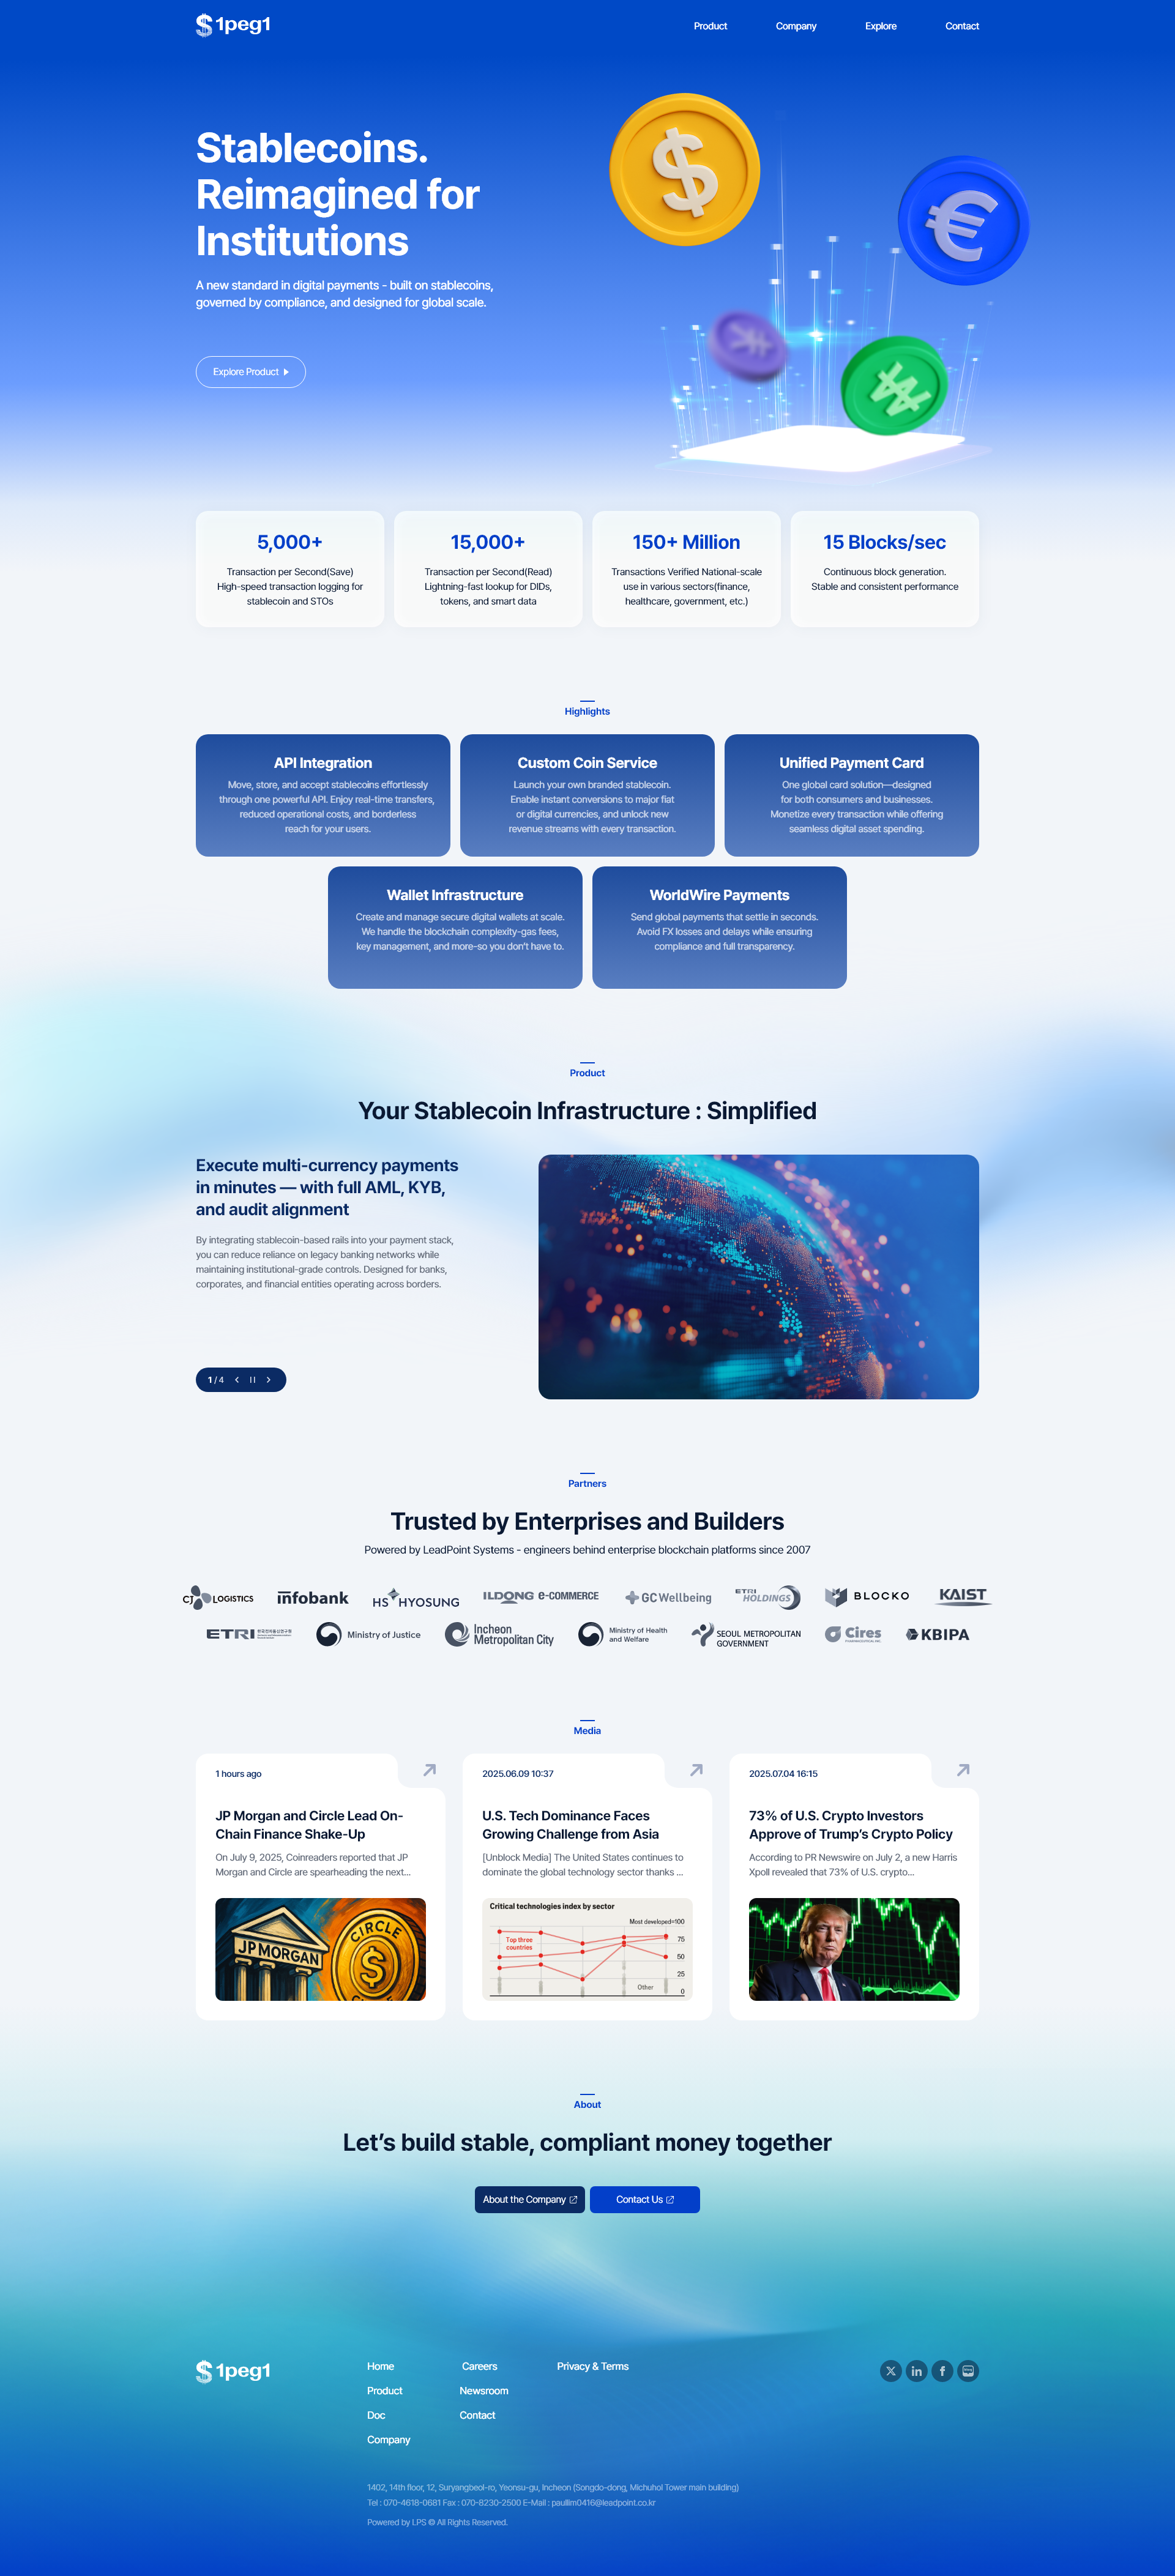 1peg1
Product Company Explore Contact
Stablecoins.
Reimagined for
Institutions
A new standard in digital payments - built on stablecoins,
governed by compliance, and designed for global scale.
Explore Product
5,000+
Transaction per Second(Save)
High-speed transaction logging for
stablecoin and STOs
15,000+
Transaction per Second(Read)
Lightning-fast lookup for DIDs,
tokens, and smart data
150+ Million
Transactions Verified National-scale
use in various sectors(finance,
healthcare, government, etc.)
15 Blocks/sec
Continuous block generation.
Stable and consistent performance
Highlights
API Integration
Move, store, and accept stablecoins effortlessly
through one powerful API. Enjoy real-time transfers,
reduced operational costs, and borderless
reach for your users.
Custom Coin Service
Launch your own branded stablecoin.
Enable instant conversions to major fiat
or digital currencies, and unlock new
revenue streams with every transaction.
Unified Payment Card
One global card solution—designed
for both consumers and businesses.
Monetize every transaction while offering
seamless digital asset spending.
Wallet Infrastructure
Create and manage secure digital wallets at scale.
We handle the blockchain complexity-gas fees,
key management, and more-so you don't have to.
WorldWire Payments
Send global payments that settle in seconds.
Avoid FX losses and delays while ensuring
compliance and full transparency.
Product
Your Stablecoin Infrastructure : Simplified
Execute multi-currency payments
in minutes — with full AML, KYB,
and audit alignment
By integrating stablecoin-based rails into your payment stack,
you can reduce reliance on legacy banking networks while
maintaining institutional-grade controls. Designed for banks,
corporates, and financial entities operating across borders.
1 / 4
Partners
Trusted by Enterprises and Builders
Powered by LeadPoint Systems - engineers behind enterprise blockchain platforms since 2007
CJ LOGISTICS
infobank
HS HYOSUNG
ILDONG e-COMMERCE
GC Wellbeing
ETRI HOLDINGS
BLOCKO
KAIST
ETRI
Ministry of Justice
Incheon
Metropolitan City
Ministry of Health
and Welfare
SEOUL METROPOLITAN
GOVERNMENT
Cires
KBIPA
Media
1 hours ago
JP Morgan and Circle Lead On-
Chain Finance Shake-Up
On July 9, 2025, Coinreaders reported that JP
Morgan and Circle are spearheading the next...
JP MORGAN
CIRCLE
2025.06.09 10:37
U.S. Tech Dominance Faces
Growing Challenge from Asia
[Unblock Media] The United States continues to
dominate the global technology sector thanks ...
Critical technologies index by sector
Most developed=100
Top three
countries
75
50
25
Other
0
2025.07.04 16:15
73% of U.S. Crypto Investors
Approve of Trump's Crypto Policy
According to PR Newswire on July 2, a new Harris
Xpoll revealed that 73% of U.S. crypto...
About
Let's build stable, compliant money together
About the Company
Contact Us
1peg1
Home Careers Privacy & Terms
Product Newsroom
Doc Contact
Company
1402, 14th floor, 12, Suryangbeol-ro, Yeonsu-gu, Incheon (Songdo-dong, Michuhol Tower main building)
Tel : 070-4618-0681 Fax : 070-8230-2500 E-Mail : paullim0416@leadpoint.co.kr
Powered by LPS © All Rights Reserved.